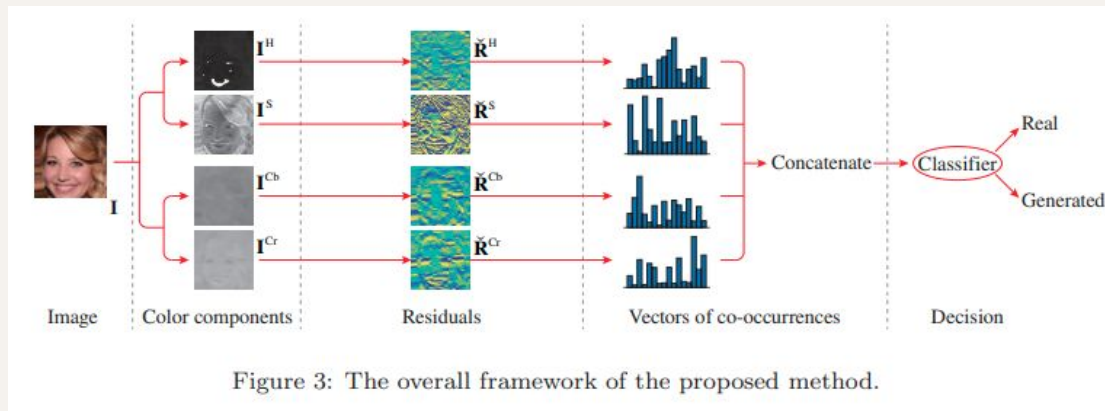 I
I^H
I^S
I^Cb
I^Cr
Ř^H
Ř^S
Ř^Cb
Ř^Cr
Concatenate
Classifier
Real
Generated
Image
Color components
Residuals
Vectors of co-occurrences
Decision
Figure 3: The overall framework of the proposed method.